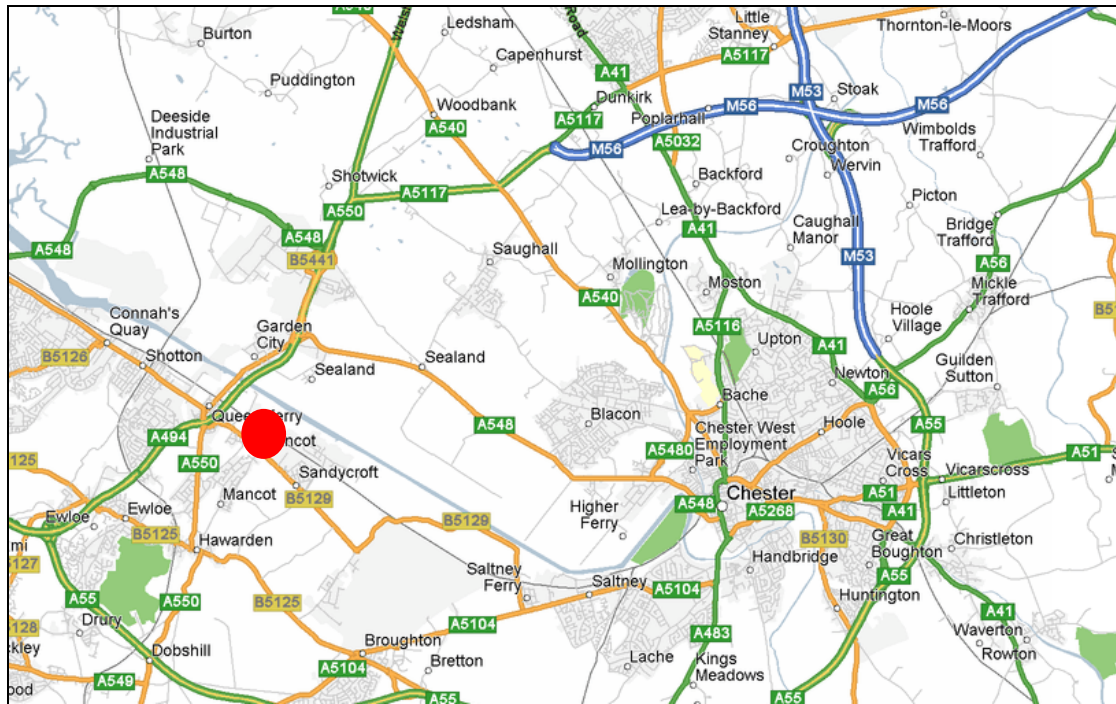 A540
Wals
Road
Little
Stanney
Thornton-le-Moors
Burton
Ledsham
Capenhurst
A5117
A41
Puddington
Woodbank
Dunkirk
M53
Stoak
M56
M56
Deeside
Industrial
Park
A540
A5117
Poplarhall
A5032
M56
Wimbolds
Trafford
Croughton
Wervin
A548
Shotwick
A5117
Backford
Picton
A550
Lea-by-Backford
Caughall
Manor
Bridge
Trafford
A548
A548
A41
B5441
Saughall
M53
A56
Mollington
Moston
Mickle
Trafford
A540
Connah's
Quay
Garden
City
A5116
Hoole
Village
B5126
Shotton
Upton
A41
Sealand
Guilden
Sutton
Sealand
Newton
A56
Bache
Blacon
A548
Chester West
Employment
Park
Hoole
A55
A494
A5480
A550
A51
Vicars
Cross
Vicarscross
Sandycroft
Mancot
B5129
A548
Chester
A51
Littleton
A5268
A41
Higher
Ferry
B5129
Ewloe
Ewloe
B5125
B5130
Great
Boughton
Christleton
Hawarden
Handbridge
A55
Saltney
Ferry
Saltney
A5104
Huntington
A55
A550
B5125
A41
Drury
A5104
A483
Waverton
Rowton
Dobshill
Broughton
Bretton
A5104
Lache
Kings
Meadows
A549
A55
A55